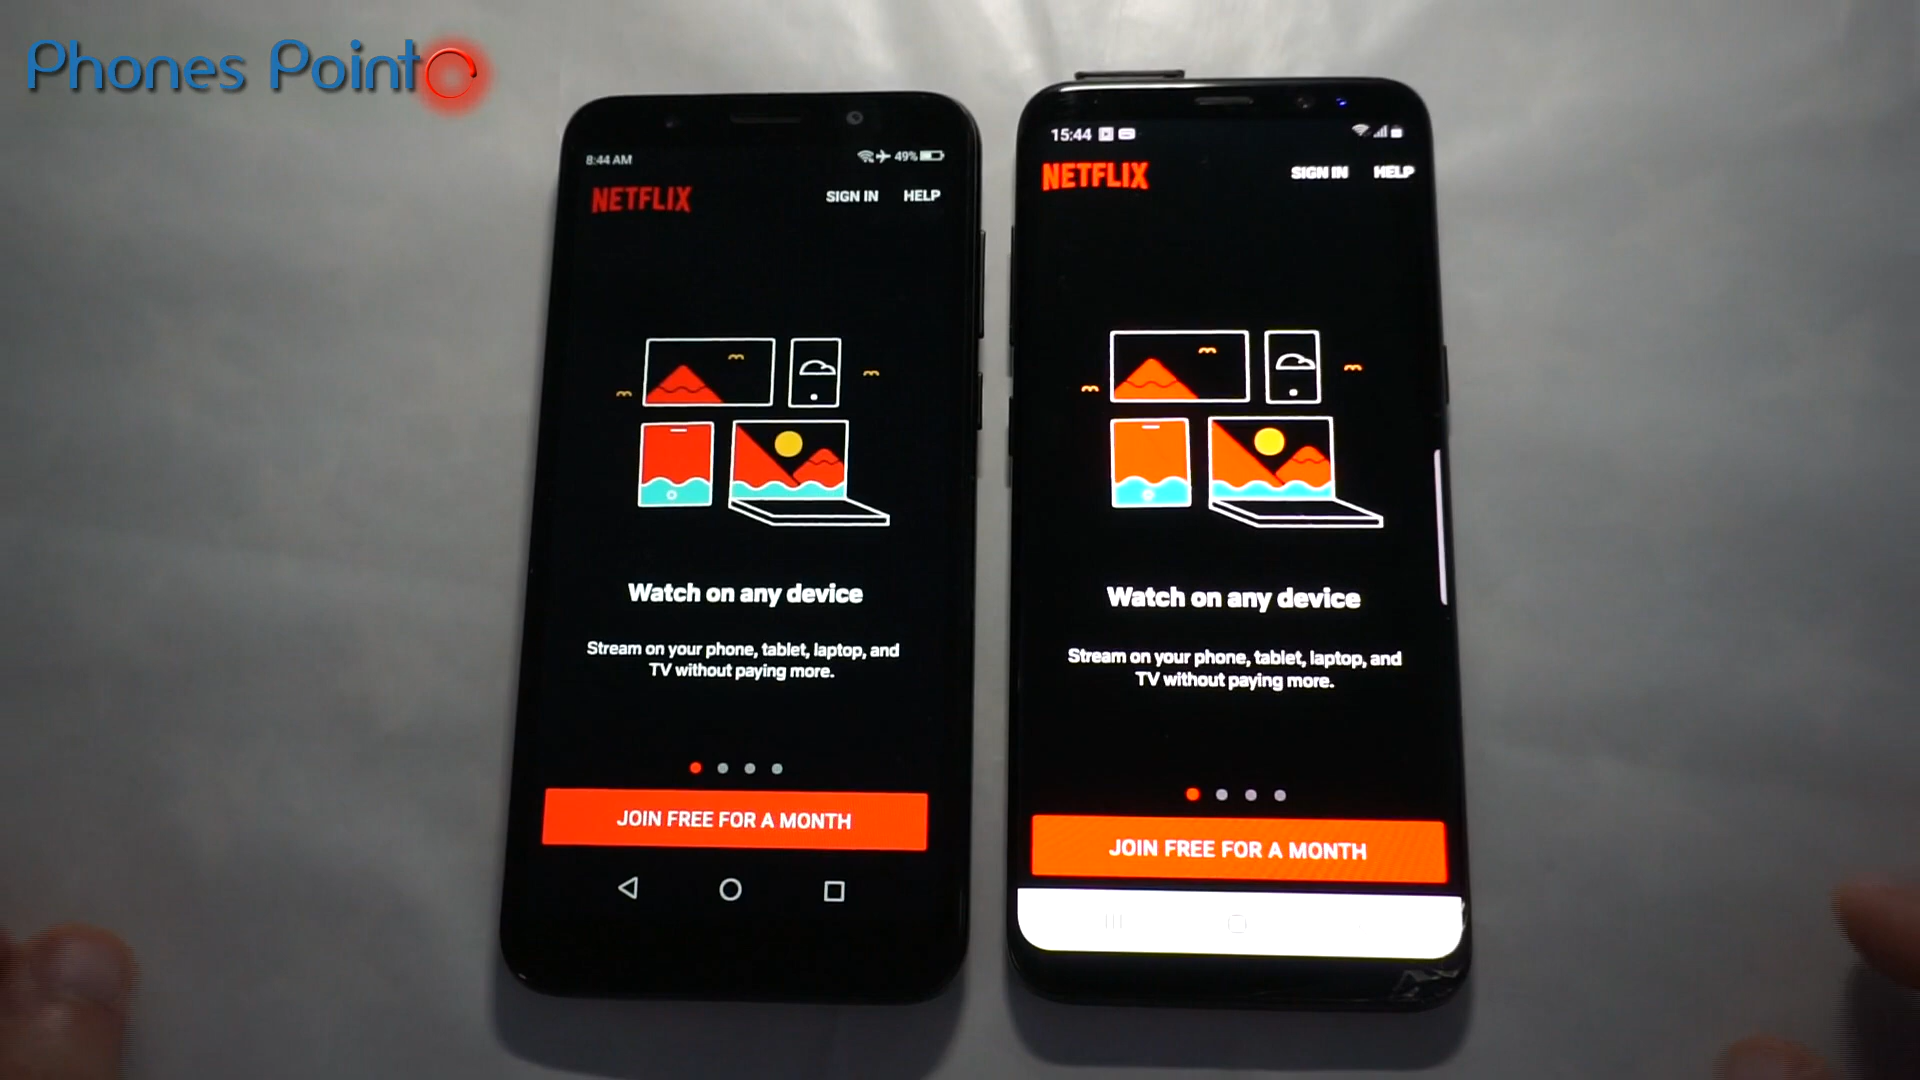 Phones Point
8:44 AM
49%
NETFLIX
SIGN IN
HELP
Watch on any device
Stream on your phone, tablet, laptop, and
TV without paying more.
JOIN FREE FOR A MONTH
15:44
NETFLIX
SIGN IN
HELP
Watch on any device
Stream on your phone, tablet, laptop, and
TV without paying more.
JOIN FREE FOR A MONTH